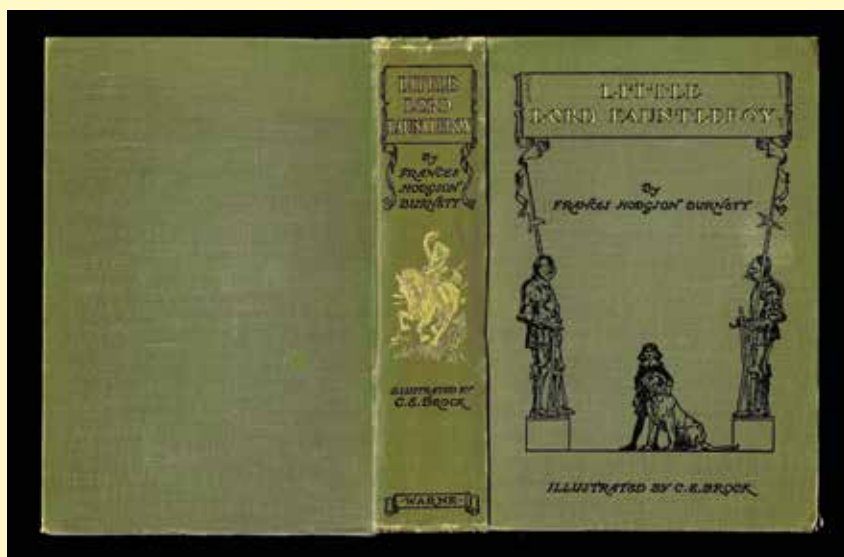 LITTLE
LORD
FAUNTLEROY
By
FRANCES
HODGSON
BURNETT
ILLUSTRATED BY
C.E. BROCK
WARNE
LITTLE
LORD FAUNTLEROY
By
FRANCES HODGSON BURNETT
ILLUSTRATED BY C.E. BROCK